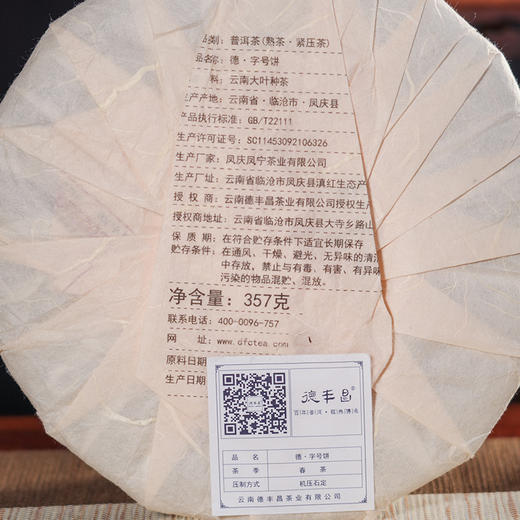 品类别：普洱茶(熟茶·紧压茶)
品名称：德·字号饼
料：云南大叶种茶
生产产地：云南省·临沧市·凤庆县
产品执行标准：GB/T22111
生产许可证号：SC11453092106326
生产厂家：凤庆凤宁茶业有限公司
生产厂址：云南省临沧市凤庆县滇红生态产
授权商：云南德丰昌茶业有限公司授权生产
授权商地址：云南省临沧市凤庆县大寺乡路山
保质期：在符合贮存条件下适宜长期保存
贮存条件：在通风、干燥、避光、无异味的清洁
中存放，禁止与有毒、有害、有异味
污染的物品混贮、混放。
净含量：357克
联系电话：400-0096-757
网址：www.dfctea.com
原料日期
生产日期
德丰昌®
品名 德·字号饼
茶季 春茶
压制方式 机压石定
云南德丰昌茶业有限公司